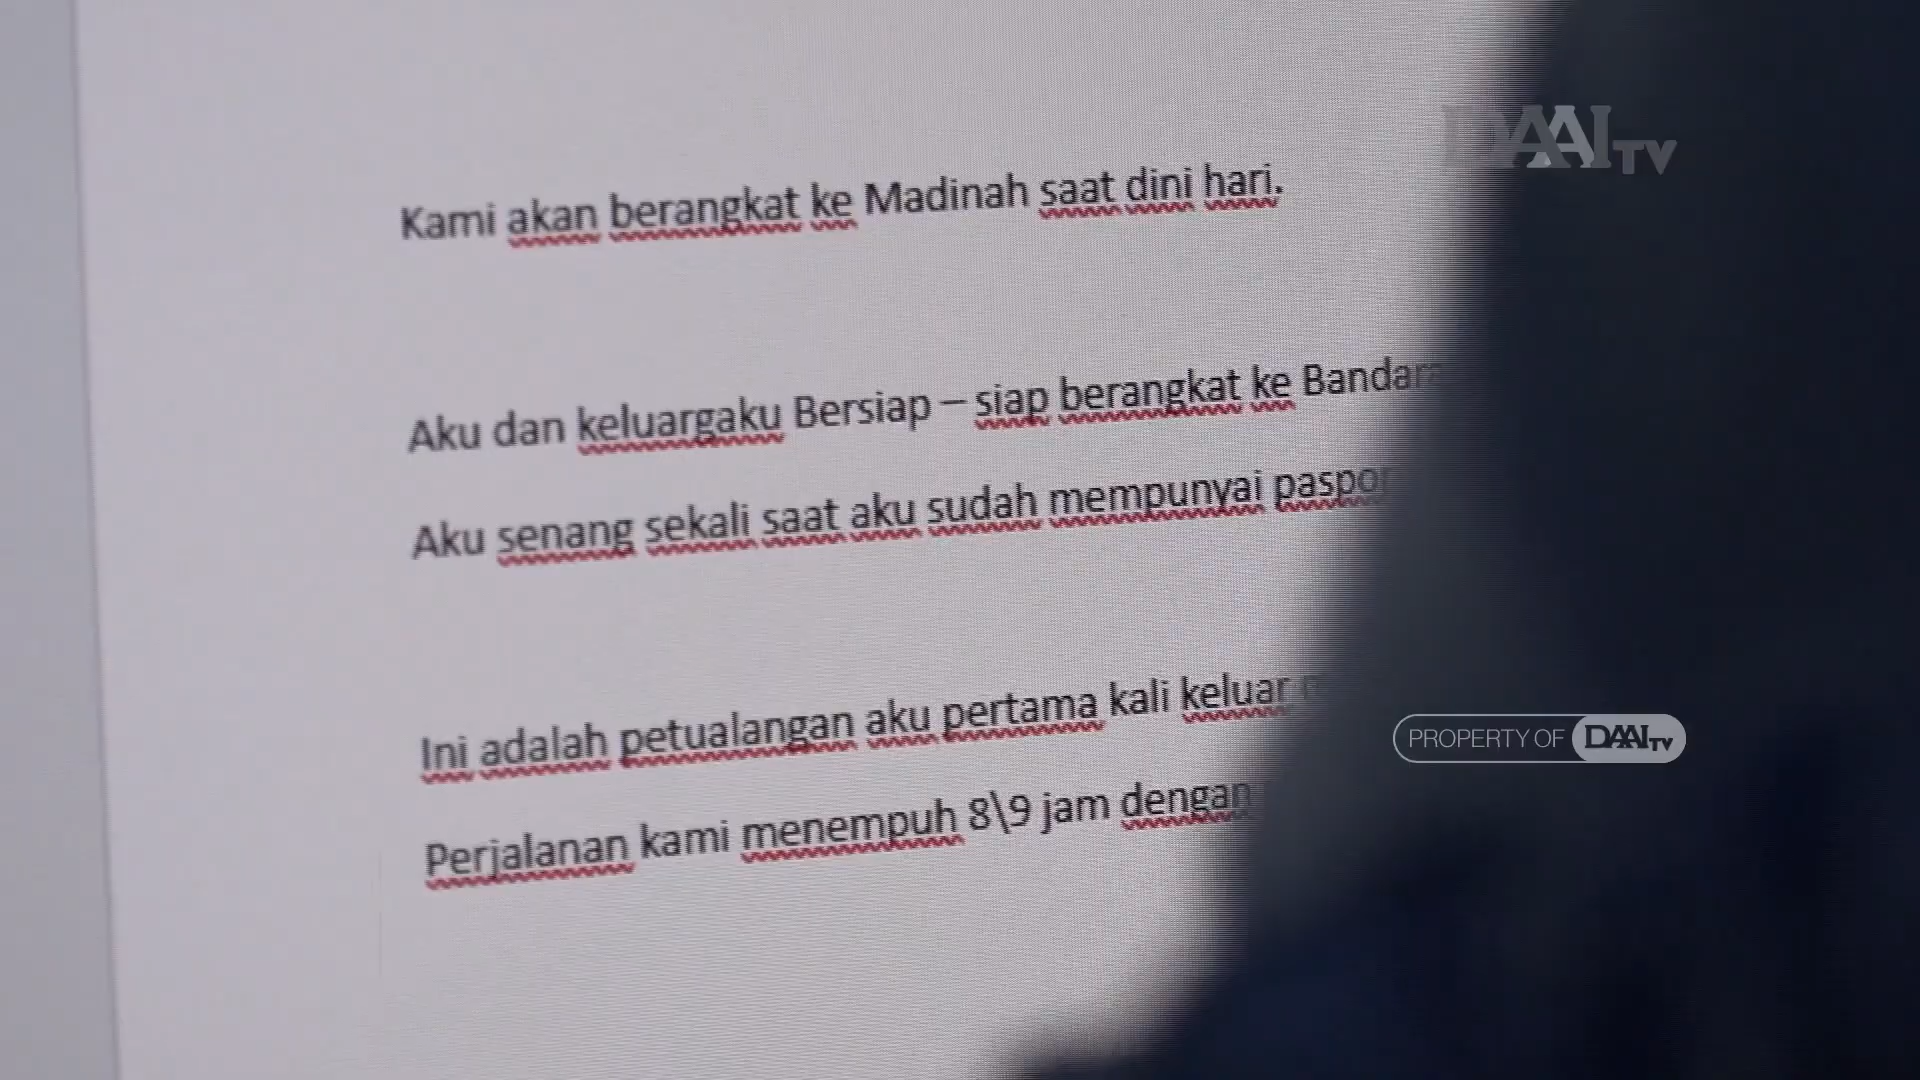 DAAI TV
Kami akan berangkat ke Madinah saat dini hari.
Aku dan keluargaku Bersiap – siap berangkat ke
Aku senang sekali saat aku sudah mempunyai
Ini adalah petualangan aku pertama kali keluar
PROPERTY OF DAAI TV
Perjalanan kami menempuh 8\9 jam dengan